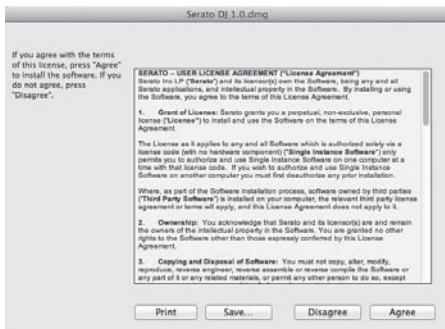 Serato DJ 1.0.dmg
If you agree with the terms
of this license, press "Agree"
to install the software. If you
do not agree, press
"Disagree".
SERATO – USER LICENSE AGREEMENT ("License Agreement")
Serato Inc LP ("Serato") and its licensor(s) own the Software, being any and all
Serato applications, and intellectual property in the Software. By installing or using
the Software, you agree to the terms of this License Agreement.
1. Grant of License: Serato grants you a perpetual, non-exclusive, personal
license ("License") to install and use the Software on the terms of this License
Agreement.
The License as it applies to any and all Software which is authorized solely via a
license code (with no hardware component) ("Single Instance Software") only
permits you to authorize and use Single Instance Software on one computer at a
time with that license code. If you wish to authorize and use Single Instance
Software on another computer you must first deauthorize any prior installation.
Where, as part of the Software installation process, software owned by third parties
("Third Party Software") is installed on your computer, the relevant third party license
agreement or terms will apply, and this License Agreement does not apply to it.
2. Ownership: You acknowledge that Serato and its licensor(s) are and remain
the owners of the intellectual property in the Software. You are granted no other
rights to the Software other than those expressly conferred by this License
Agreement.
3. Copying and Disposal of Software: You must not copy, alter, modify,
reproduce, reverse engineer, reverse assemble or reverse compile the Software or
any part of it or any related materials, or permit any other person to do so, except
Print Save... Disagree Agree